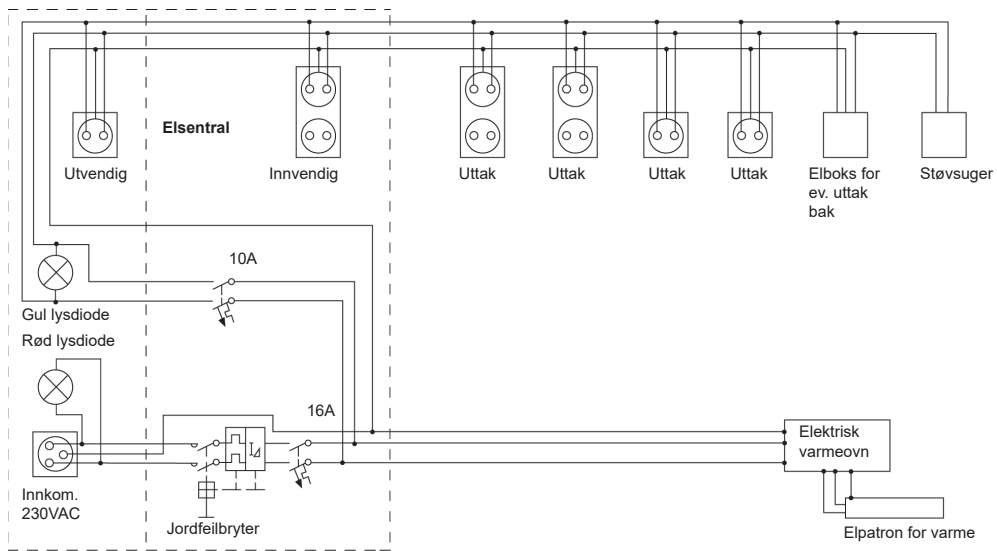 Elsentral
Utvendig
Innvendig
Uttak
Uttak
Uttak
Uttak
Elboks for
ev. uttak
bak
Støvsuger
10A
Gul lysdiode
Rød lysdiode
16A
Elektrisk
varmeovn
I⊿
Innkom.
230VAC
Jordfeilbryter
Elpatron for varme